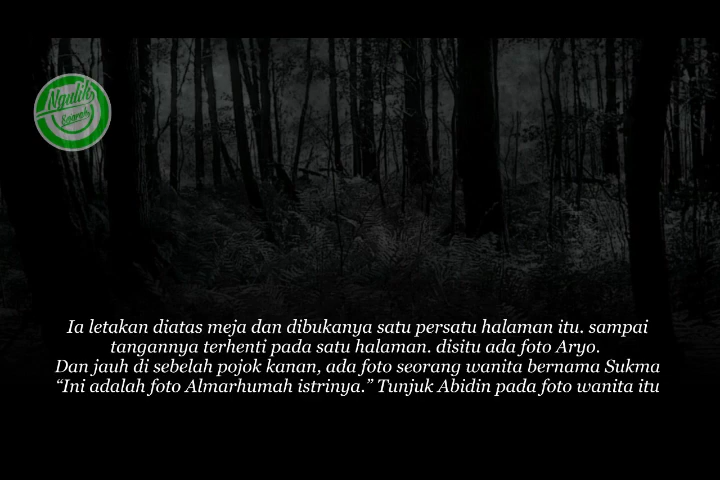 Ngulik
Ia letakan diatas meja dan dibukanya satu persatu halaman itu. sampai
tangannya terhenti pada satu halaman. disitu ada foto Aryo.
Dan jauh di sebelah pojok kanan, ada foto seorang wanita bernama Sukma
“Ini adalah foto Almarhumah istrinya.” Tunjuk Abidin pada foto wanita itu